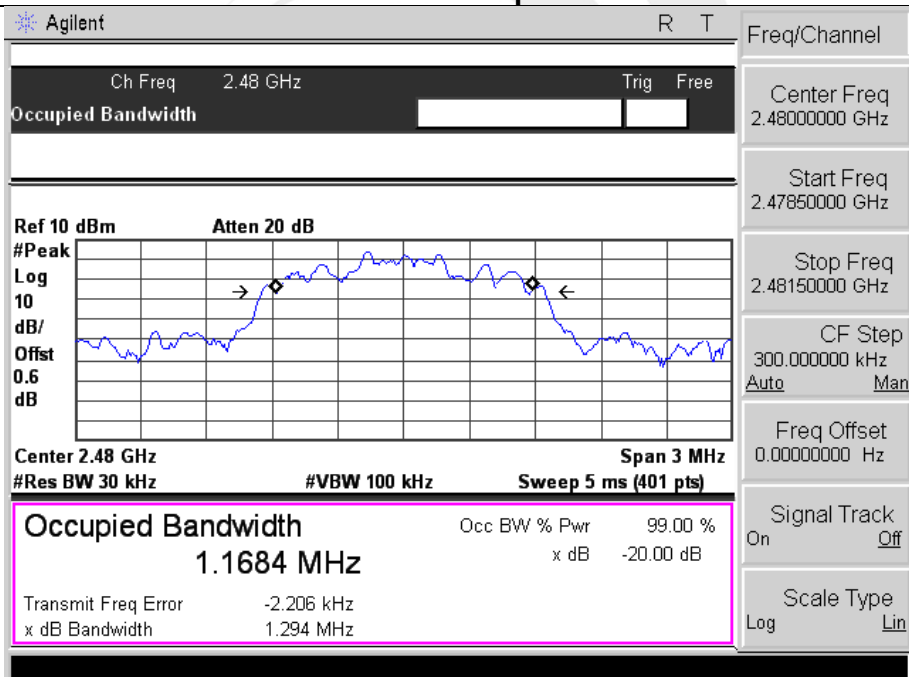 Agilent R T
Ch Freq 2.48 GHz Trig Free
Occupied Bandwidth
Ref 10 dBm Atten 20 dB
#Peak
Log
10
dB/
Offst
0.6
dB
Center 2.48 GHz Span 3 MHz
#Res BW 30 kHz #VBW 100 kHz Sweep 5 ms (401 pts)
Occupied Bandwidth Occ BW % Pwr 99.00 %
1.1684 MHz x dB -20.00 dB
Transmit Freq Error -2.206 kHz
x dB Bandwidth 1.294 MHz
Freq/Channel
Center Freq
2.48000000 GHz
Start Freq
2.47850000 GHz
Stop Freq
2.48150000 GHz
CF Step
300.000000 kHz
Auto Man
Freq Offset
0.00000000 Hz
Signal Track
On Off
Scale Type
Log Lin